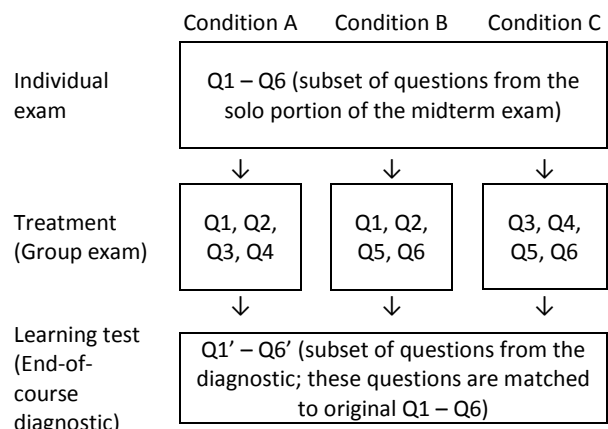 Condition A Condition B Condition C
Individual
exam
Q1 – Q6 (subset of questions from the
solo portion of the midterm exam)
Treatment
(Group exam)
Q1, Q2,
Q3, Q4
Q1, Q2,
Q5, Q6
Q3, Q4,
Q5, Q6
Learning test
(End-of-
course
diagnostic)
Q1’ – Q6’ (subset of questions from the
diagnostic; these questions are matched
to original Q1 – Q6)